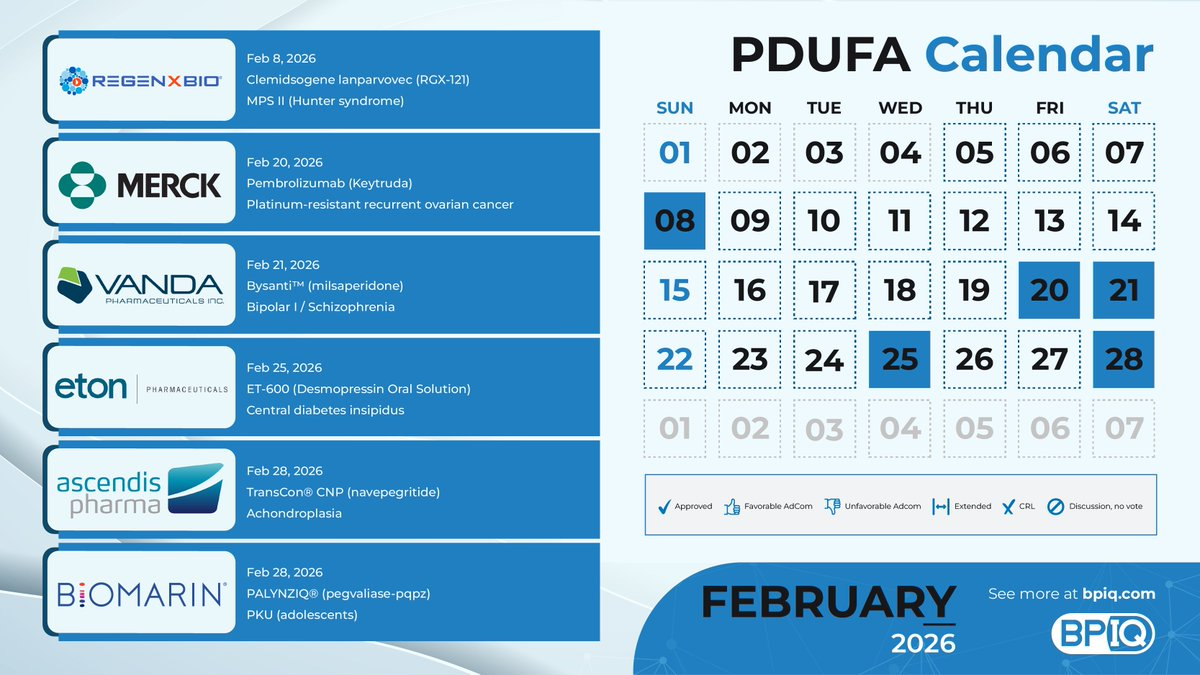 REGENXBIO®
Feb 8, 2026
Clemidsogene lanparvovec (RGX-121)
MPS II (Hunter syndrome)
MERCK
Feb 20, 2026
Pembrolizumab (Keytruda)
Platinum-resistant recurrent ovarian cancer
VANDA
PHARMACEUTICALS INC.
Feb 21, 2026
Bysanti™ (milsaperidone)
Bipolar I / Schizophrenia
eton PHARMACEUTICALS
Feb 25, 2026
ET-600 (Desmopressin Oral Solution)
Central diabetes insipidus
ascendis
pharma
Feb 28, 2026
TransCon® CNP (navepegritide)
Achondroplasia
BIOMARIN®
Feb 28, 2026
PALYNZIQ® (pegvaliase-pqpz)
PKU (adolescents)
PDUFA Calendar
SUN MON TUE WED THU FRI SAT
01 02 03 04 05 06 07
08 09 10 11 12 13 14
15 16 17 18 19 20 21
22 23 24 25 26 27 28
01 02 03 04 05 06 07
Approved Favorable AdCom Unfavorable Adcom Extended CRL Discussion, no vote
FEBRUARY
2026
See more at bpiq.com
BPIQ